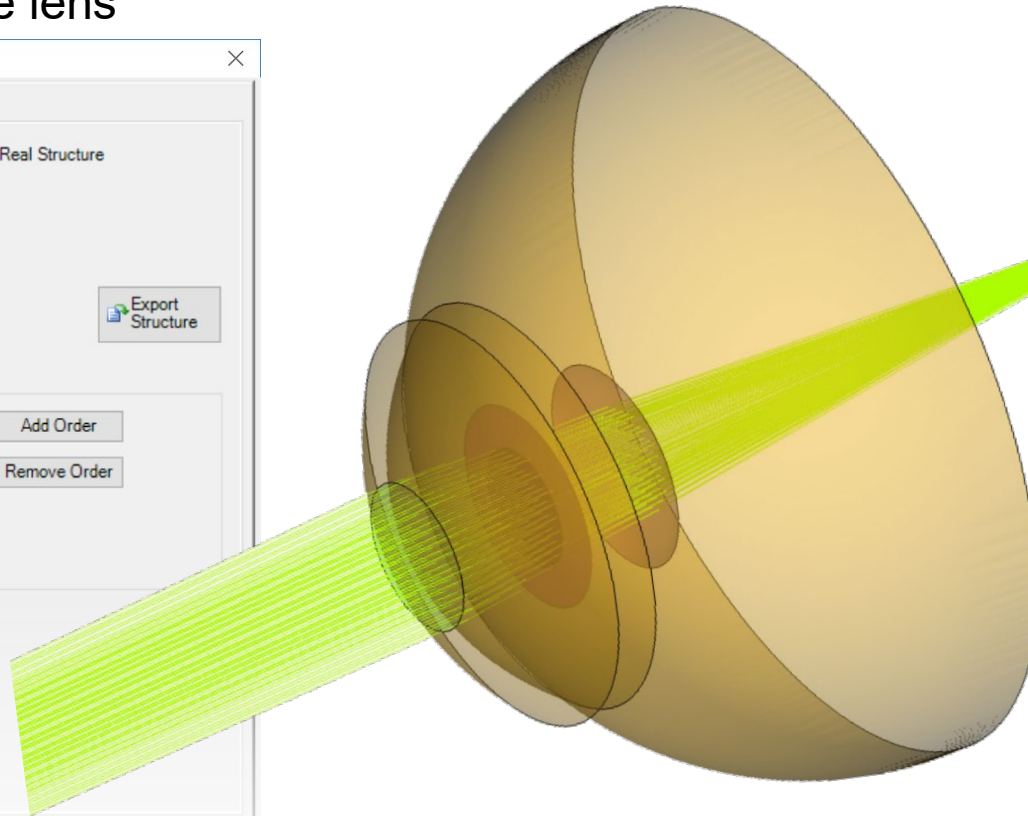 e lens
Real Structure
Export
Structure
Add Order
Remove Order